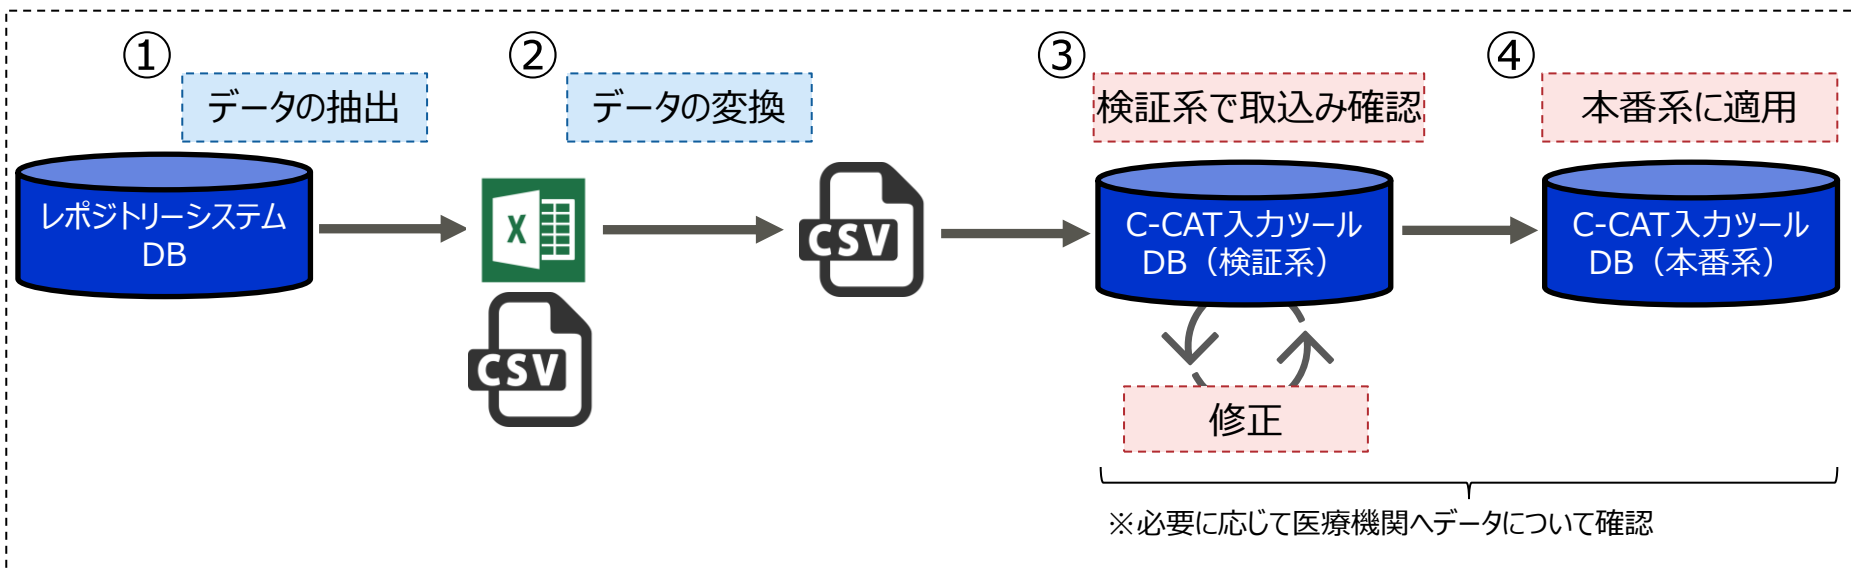 ①
データの抽出
②
データの変換
③
検証系で取込み確認
④
本番系に適用
レポジトリーシステム
DB
X
CSV
CSV
C-CAT入力ツール
DB（検証系）
C-CAT入力ツール
DB（本番系）
修正
※必要に応じて医療機関へデータについて確認